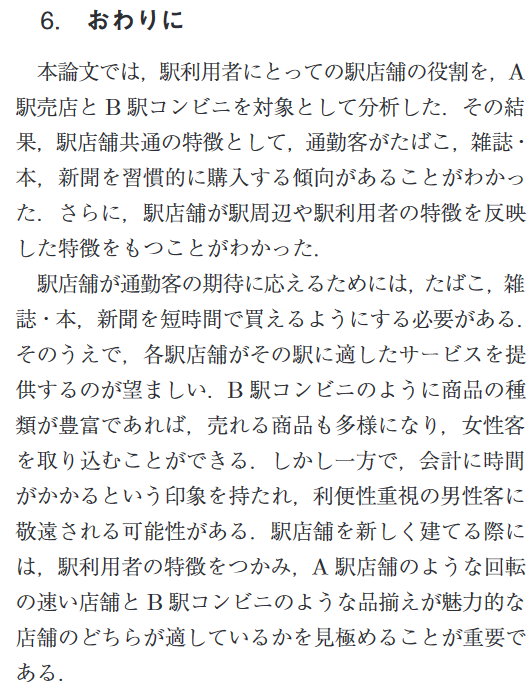 6. おわりに
本論文では，駅利用者にとっての駅店舗の役割を，A
駅売店と B 駅コンビニを対象として分析した．その結
果，駅店舗共通の特徴として，通勤客がたばこ，雑誌・
本，新聞を習慣的に購入する傾向があることがわかっ
た．さらに，駅店舗が駅周辺や駅利用者の特徴を反映
した特徴をもつことがわかった．
駅店舗が通勤客の期待に応えるためには，たばこ，雑
誌・本，新聞を短時間で買えるようにする必要がある．
そのうえで，各駅店舗がその駅に適したサービスを提
供するのが望ましい．B 駅コンビニのように商品の種
類が豊富であれば，売れる商品も多様になり，女性客
を取り込むことができる．しかし一方で，会計に時間
がかかるという印象を持たれ，利便性重視の男性客に
敬遠される可能性がある．駅店舗を新しく建てる際に
は，駅利用者の特徴をつかみ，A 駅店舗のような回転
の速い店舗と B 駅コンビニのような品揃えが魅力的な
店舗のどちらが適しているかを見極めることが重要で
ある．